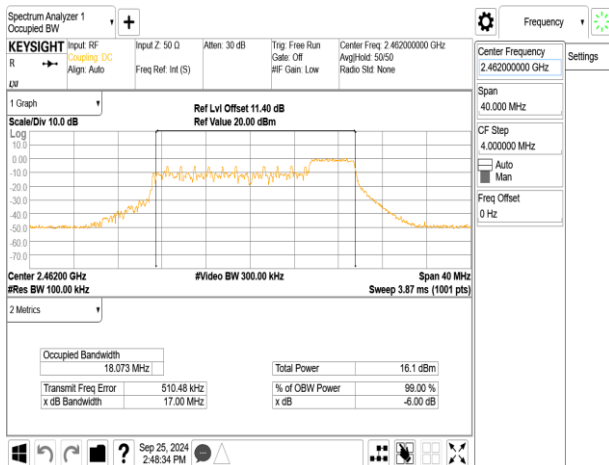 Spectrum Analyzer 1
Occupied BW
Frequency
KEYSIGHT
R
Input: RF
Coupling: DC
Align: Auto
Input Z: 50 Ω
Freq Ref: Int (S)
Atten: 30 dB
Trig: Free Run
Gate: Off
#IF Gain: Low
Center Freq: 2.462000000 GHz
Avg|Hold: 50/50
Radio Std: None
Center Frequency
2.462000000 GHz
Settings
Span
40.000 MHz
CF Step
4.000000 MHz
Auto
Man
Freq Offset
0 Hz
1 Graph
Scale/Div 10.0 dB
Ref Lvl Offset 11.40 dB
Ref Value 20.00 dBm
Log
10.0
0.00
-10.0
-20.0
-30.0
-40.0
-50.0
-60.0
-70.0
Center 2.46200 GHz
#Video BW 300.00 kHz
Span 40 MHz
#Res BW 100.00 kHz
Sweep 3.87 ms (1001 pts)
2 Metrics
Occupied Bandwidth
18.073 MHz
Total Power 16.1 dBm
Transmit Freq Error 510.48 kHz
% of OBW Power 99.00 %
x dB Bandwidth 17.00 MHz
x dB -6.00 dB
?
Sep 25, 2024
2:48:34 PM